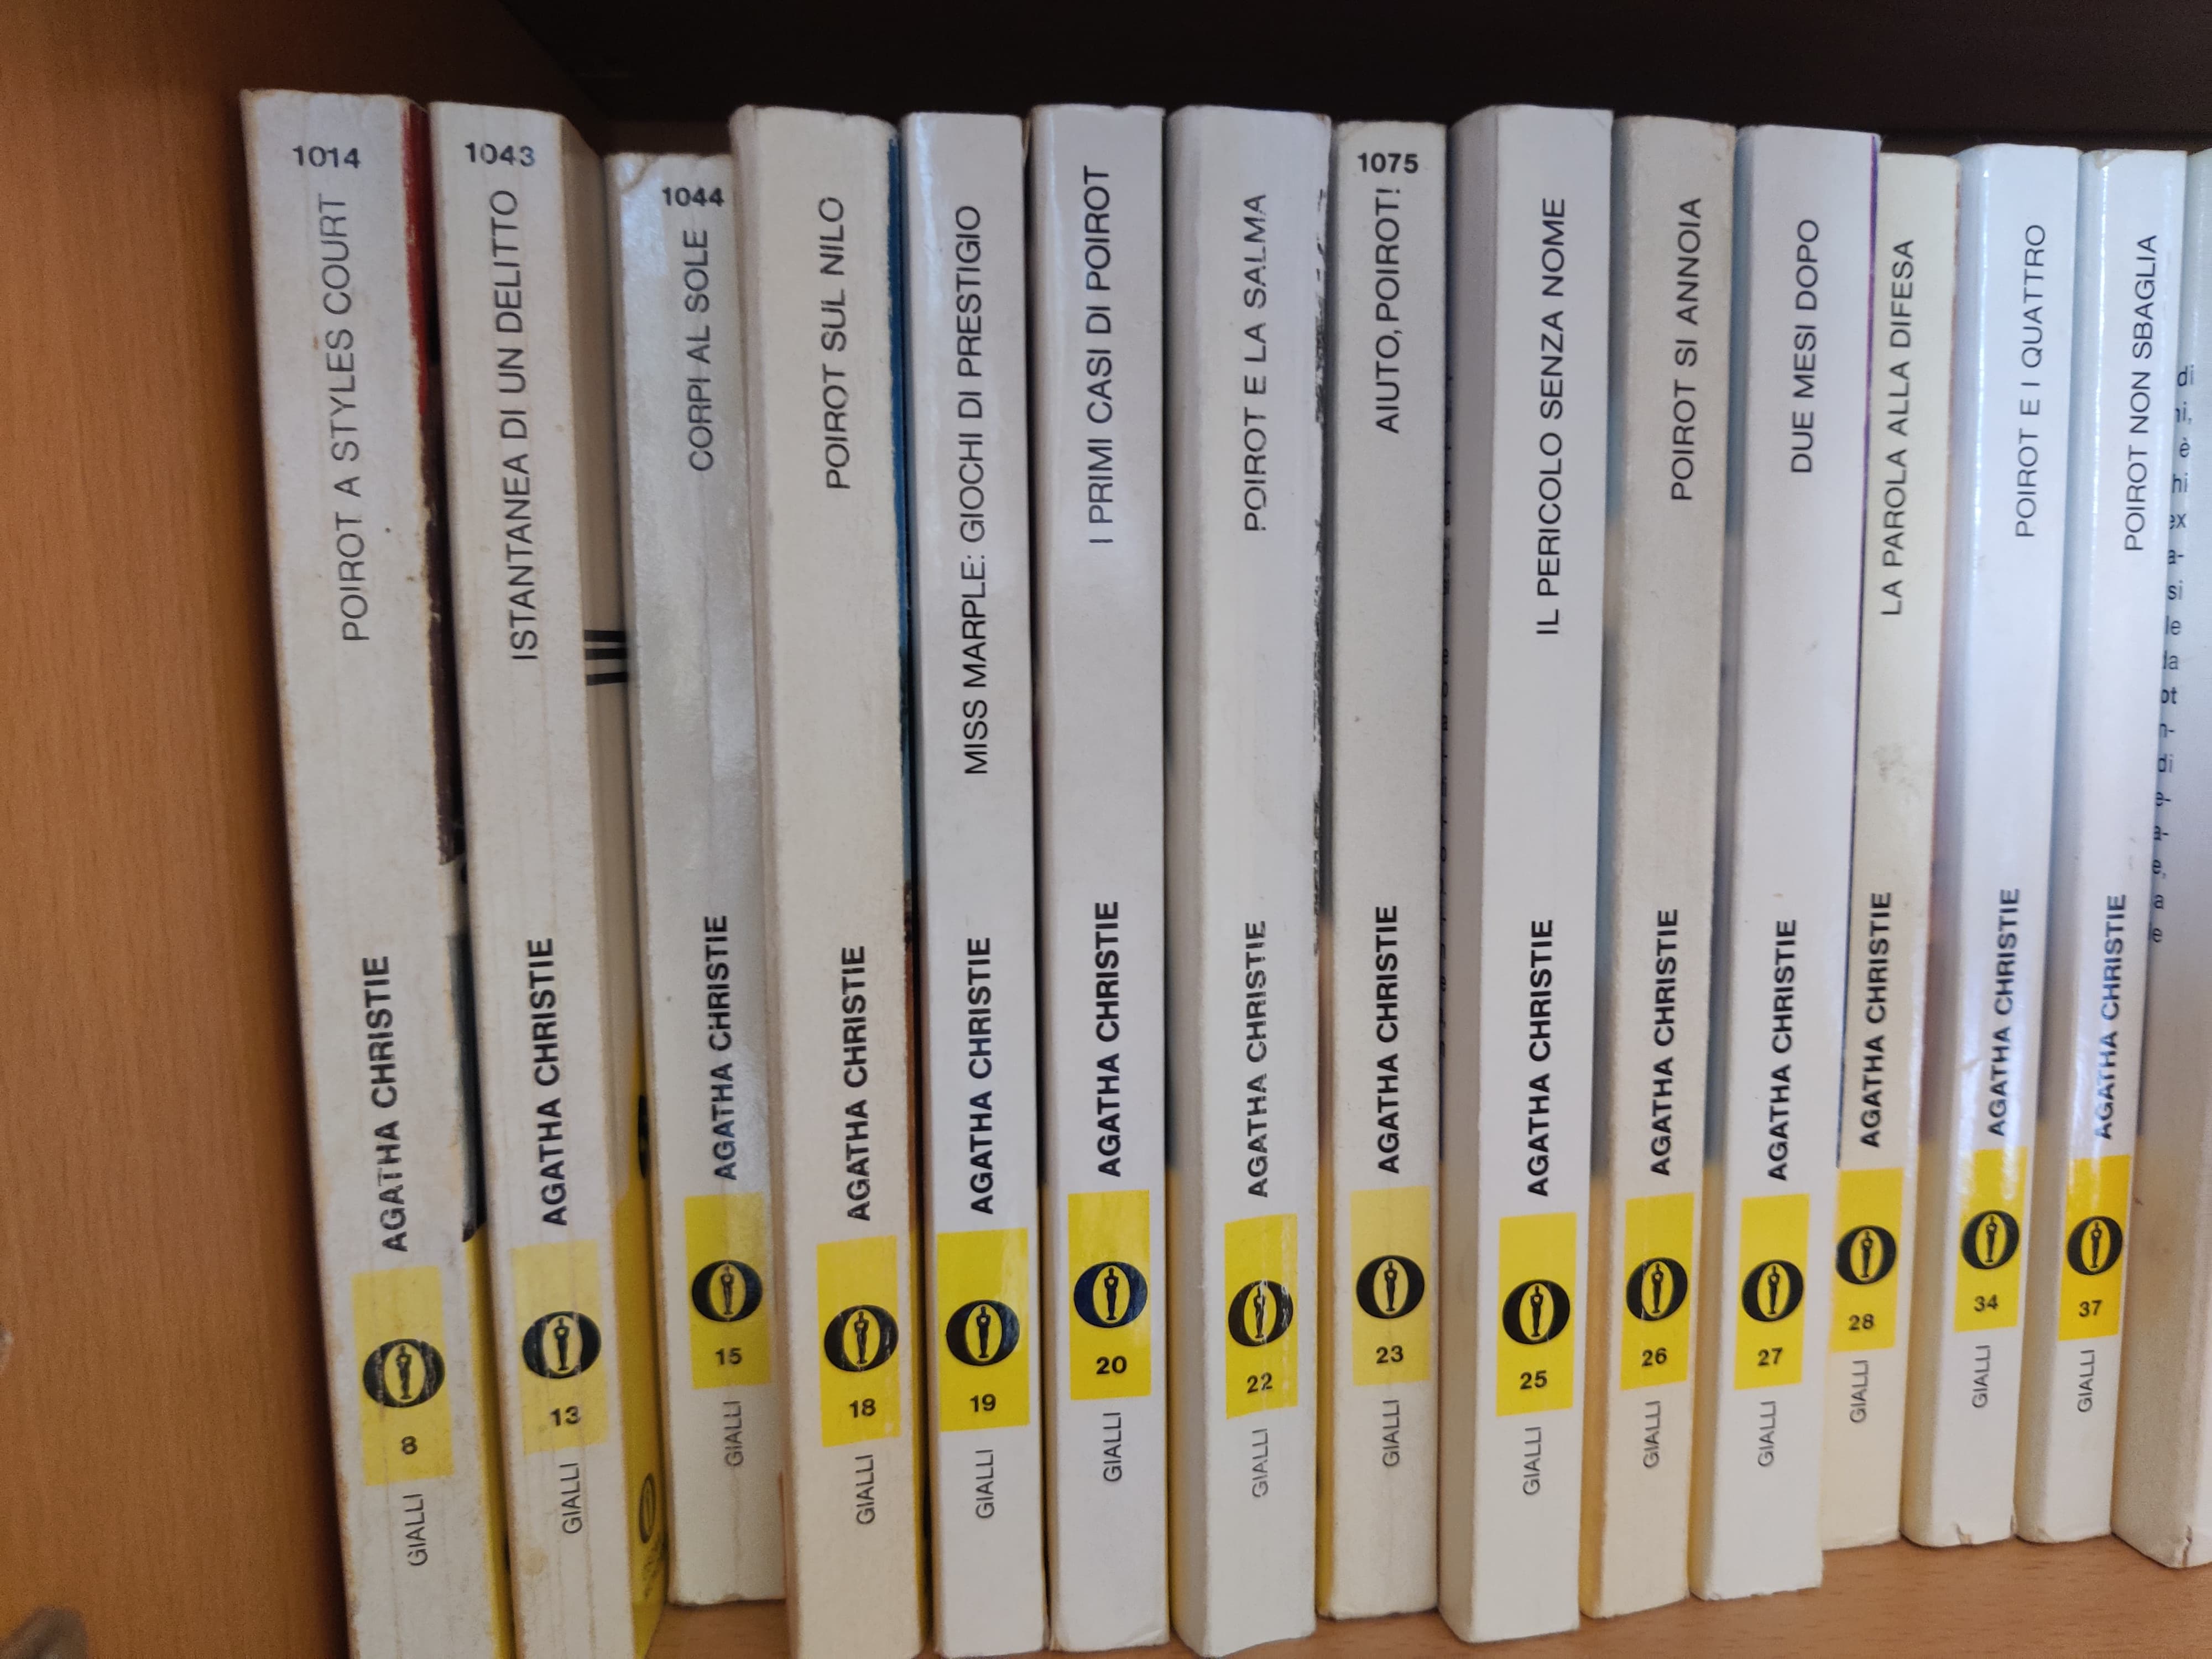 1014
POIROT A STYLES COURT
AGATHA CHRISTIE
8
GIALLI
1043
ISTANTANEA DI UN DELITTO
AGATHA CHRISTIE
13
GIALLI
1044
CORPI AL SOLE
AGATHA CHRISTIE
15
GIALLI
POIROT SUL NILO
AGATHA CHRISTIE
18
GIALLI
MISS MARPLE: GIOCHI DI PRESTIGIO
AGATHA CHRISTIE
19
GIALLI
I PRIMI CASI DI POIROT
AGATHA CHRISTIE
20
GIALLI
POIROT E LA SALMA
AGATHA CHRISTIE
22
GIALLI
1075
AIUTO, POIROT!
AGATHA CHRISTIE
23
GIALLI
IL PERICOLO SENZA NOME
AGATHA CHRISTIE
25
GIALLI
POIROT SI ANNOIA
AGATHA CHRISTIE
26
GIALLI
DUE MESI DOPO
AGATHA CHRISTIE
27
GIALLI
LA PAROLA ALLA DIFESA
AGATHA CHRISTIE
28
GIALLI
POIROT E I QUATTRO
AGATHA CHRISTIE
34
GIALLI
POIROT NON SBAGLIA
AGATHA CHRISTIE
37
GIALLI